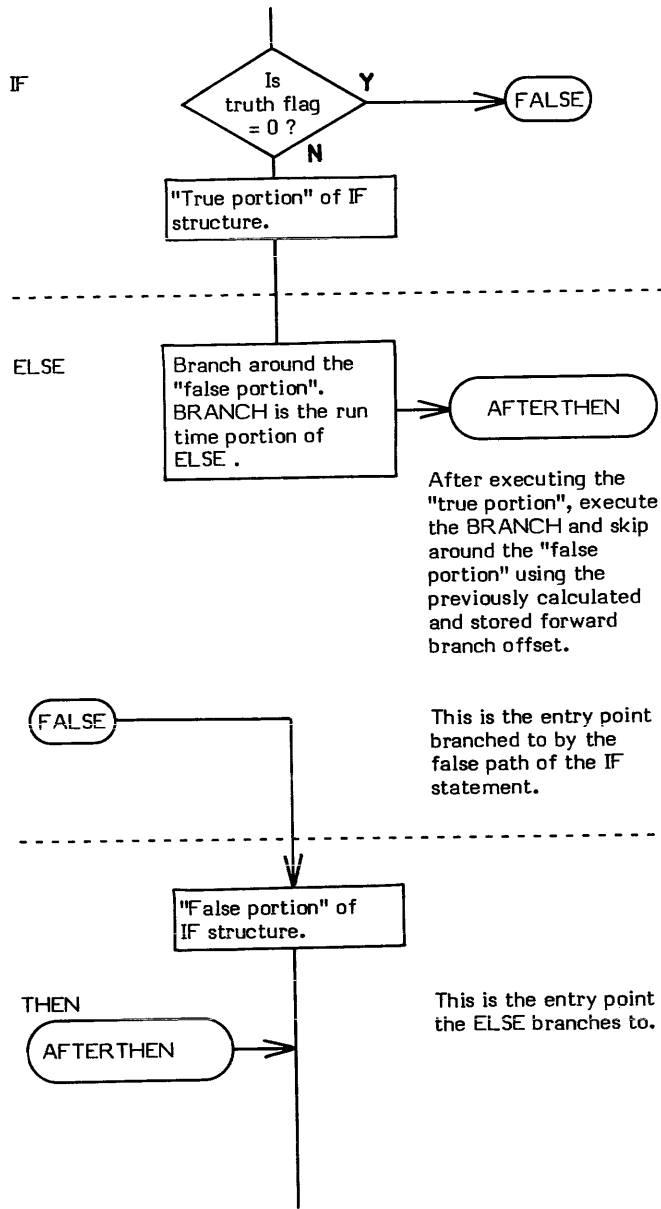 IF
Is
truth flag
= 0 ?
Y
FALSE
N
"True portion" of IF
structure.
ELSE
Branch around the
"false portion".
BRANCH is the run
time portion of
ELSE .
AFTERTHEN
After executing the
"true portion", execute
the BRANCH and skip
around the "false
portion" using the
previously calculated
and stored forward
branch offset.
FALSE
This is the entry point
branched to by the
false path of the IF
statement.
"False portion" of
IF structure.
THEN
AFTERTHEN
This is the entry point
the ELSE branches to.